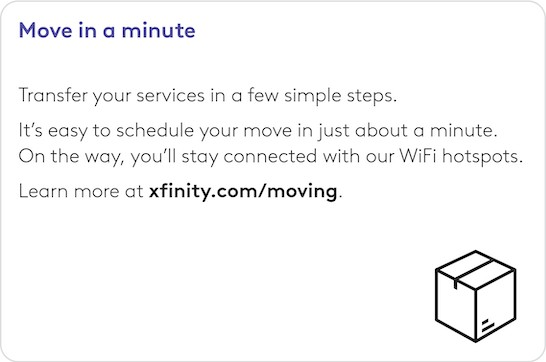 Move in a minute
Transfer your services in a few simple steps.
It’s easy to schedule your move in just about a minute.
On the way, you’ll stay connected with our WiFi hotspots.
Learn more at xfinity.com/moving.